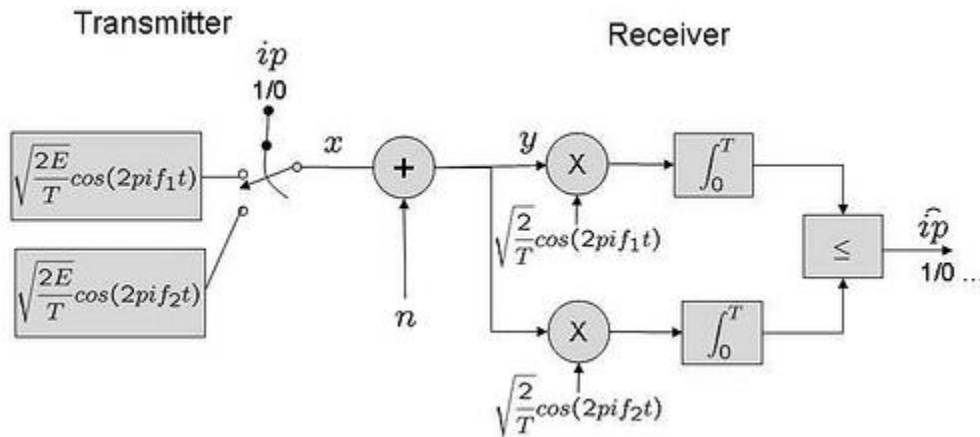 Transmitter
Receiver
ip
1/0
x
y
n
+
X
X
√(2E/T) cos(2pif₁t)
√(2E/T) cos(2pif₂t)
√(2/T) cos(2pif₁t)
√(2/T) cos(2pif₂t)
∫₀ᵀ
∫₀ᵀ
≤
îp
1/0 ...